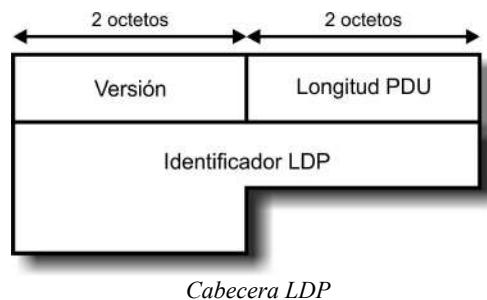 2 octetos 2 octetos
Versión Longitud PDU
Identificador LDP
Cabecera LDP